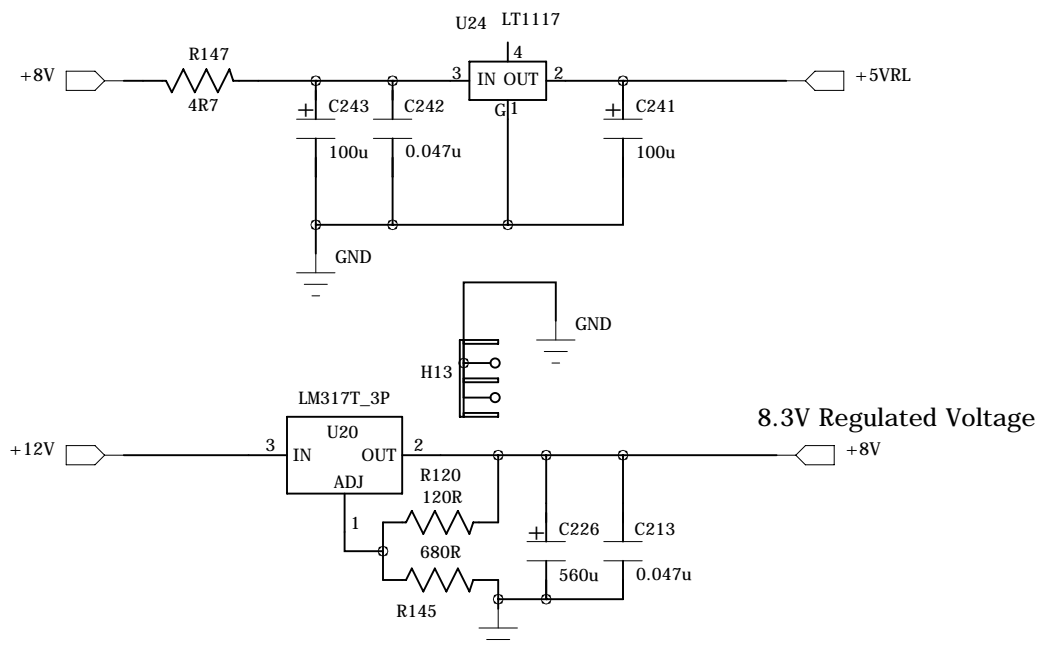 U24 LT1117
R147
+8V
4R7
3 IN OUT 2
4
G 1
+5VRL
+ C243
100u
C242
0.047u
+ C241
100u
GND
GND
H13
LM317T_3P
U20
8.3V Regulated Voltage
+12V
3 IN OUT 2
+8V
ADJ
1
R120
120R
680R
R145
+ C226
560u
C213
0.047u